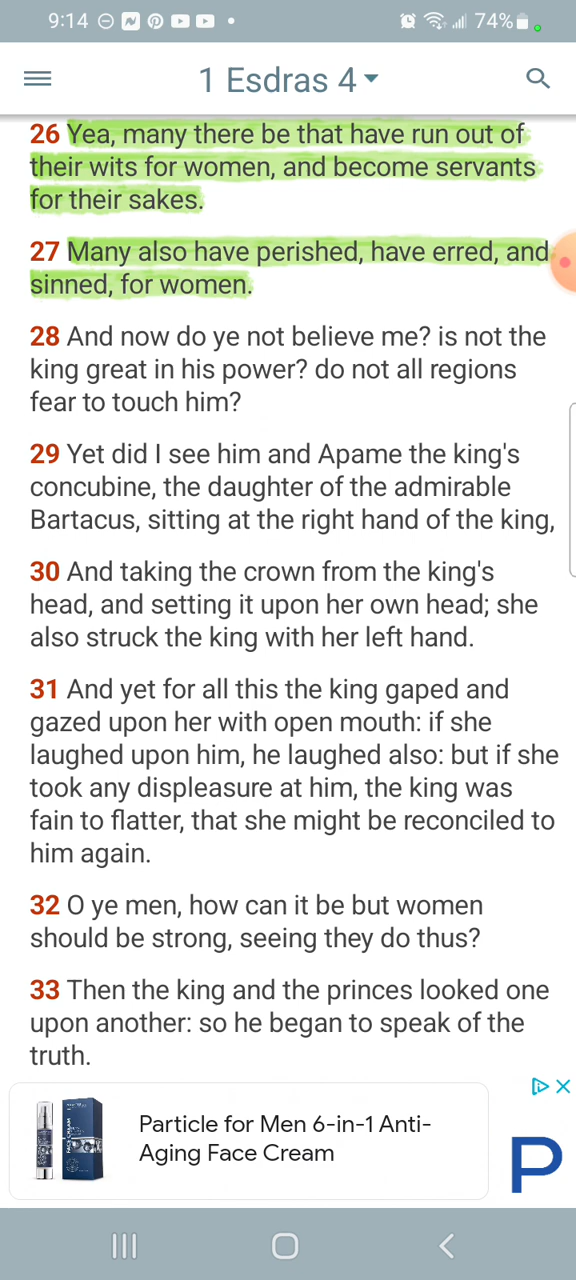 9:14
74%
1 Esdras 4
26 Yea, many there be that have run out of
their wits for women, and become servants
for their sakes.
27 Many also have perished, have erred, and
sinned, for women.
28 And now do ye not believe me? is not the
king great in his power? do not all regions
fear to touch him?
29 Yet did I see him and Apame the king's
concubine, the daughter of the admirable
Bartacus, sitting at the right hand of the king,
30 And taking the crown from the king's
head, and setting it upon her own head; she
also struck the king with her left hand.
31 And yet for all this the king gaped and
gazed upon her with open mouth: if she
laughed upon him, he laughed also: but if she
took any displeasure at him, the king was
fain to flatter, that she might be reconciled to
him again.
32 O ye men, how can it be but women
should be strong, seeing they do thus?
33 Then the king and the princes looked one
upon another: so he began to speak of the
truth.
Particle for Men 6-in-1 Anti-
Aging Face Cream
P